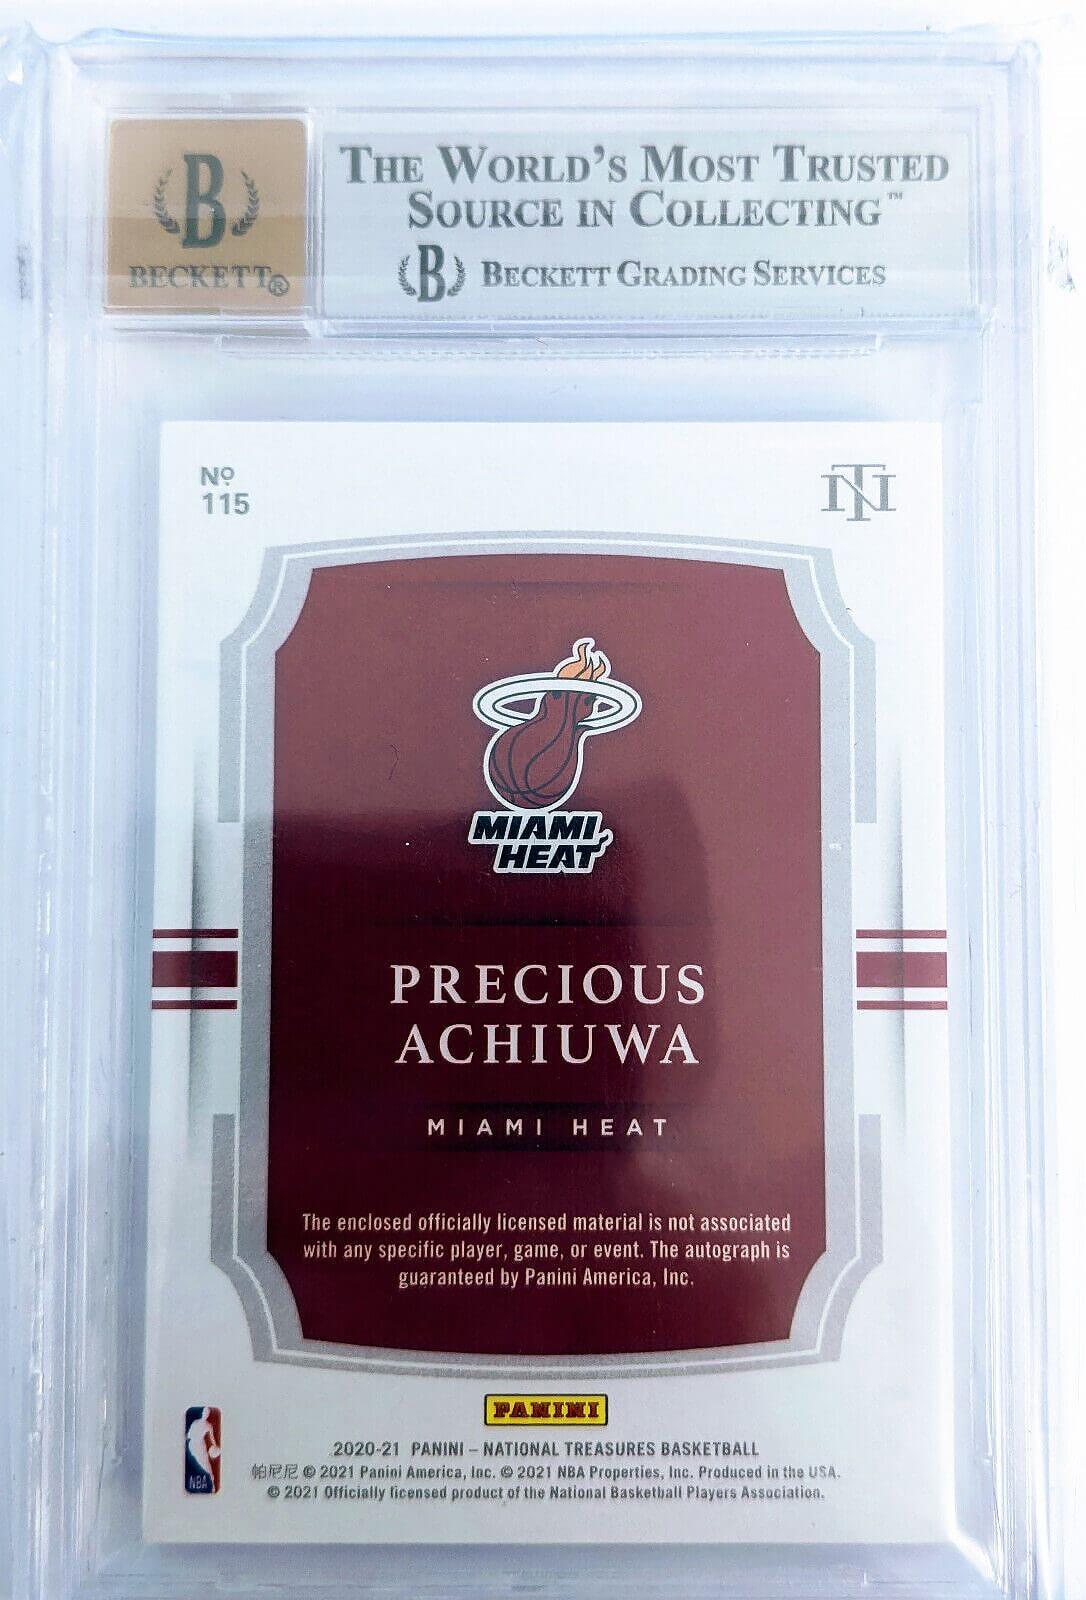 B
BECKETT®
THE WORLD'S MOST TRUSTED
SOURCE IN COLLECTING™
B BECKETT GRADING SERVICES
Nº
115
NT
MIAMI
HEAT
PRECIOUS
ACHIUWA
MIAMI HEAT
The enclosed officially licensed material is not associated
with any specific player, game, or event. The autograph is
guaranteed by Panini America, Inc.
PANINI
NBA
2020-21 PANINI – NATIONAL TREASURES BASKETBALL
帕尼尼 © 2021 Panini America, Inc. © 2021 NBA Properties, Inc. Produced in the USA.
© 2021 Officially licensed product of the National Basketball Players Association.